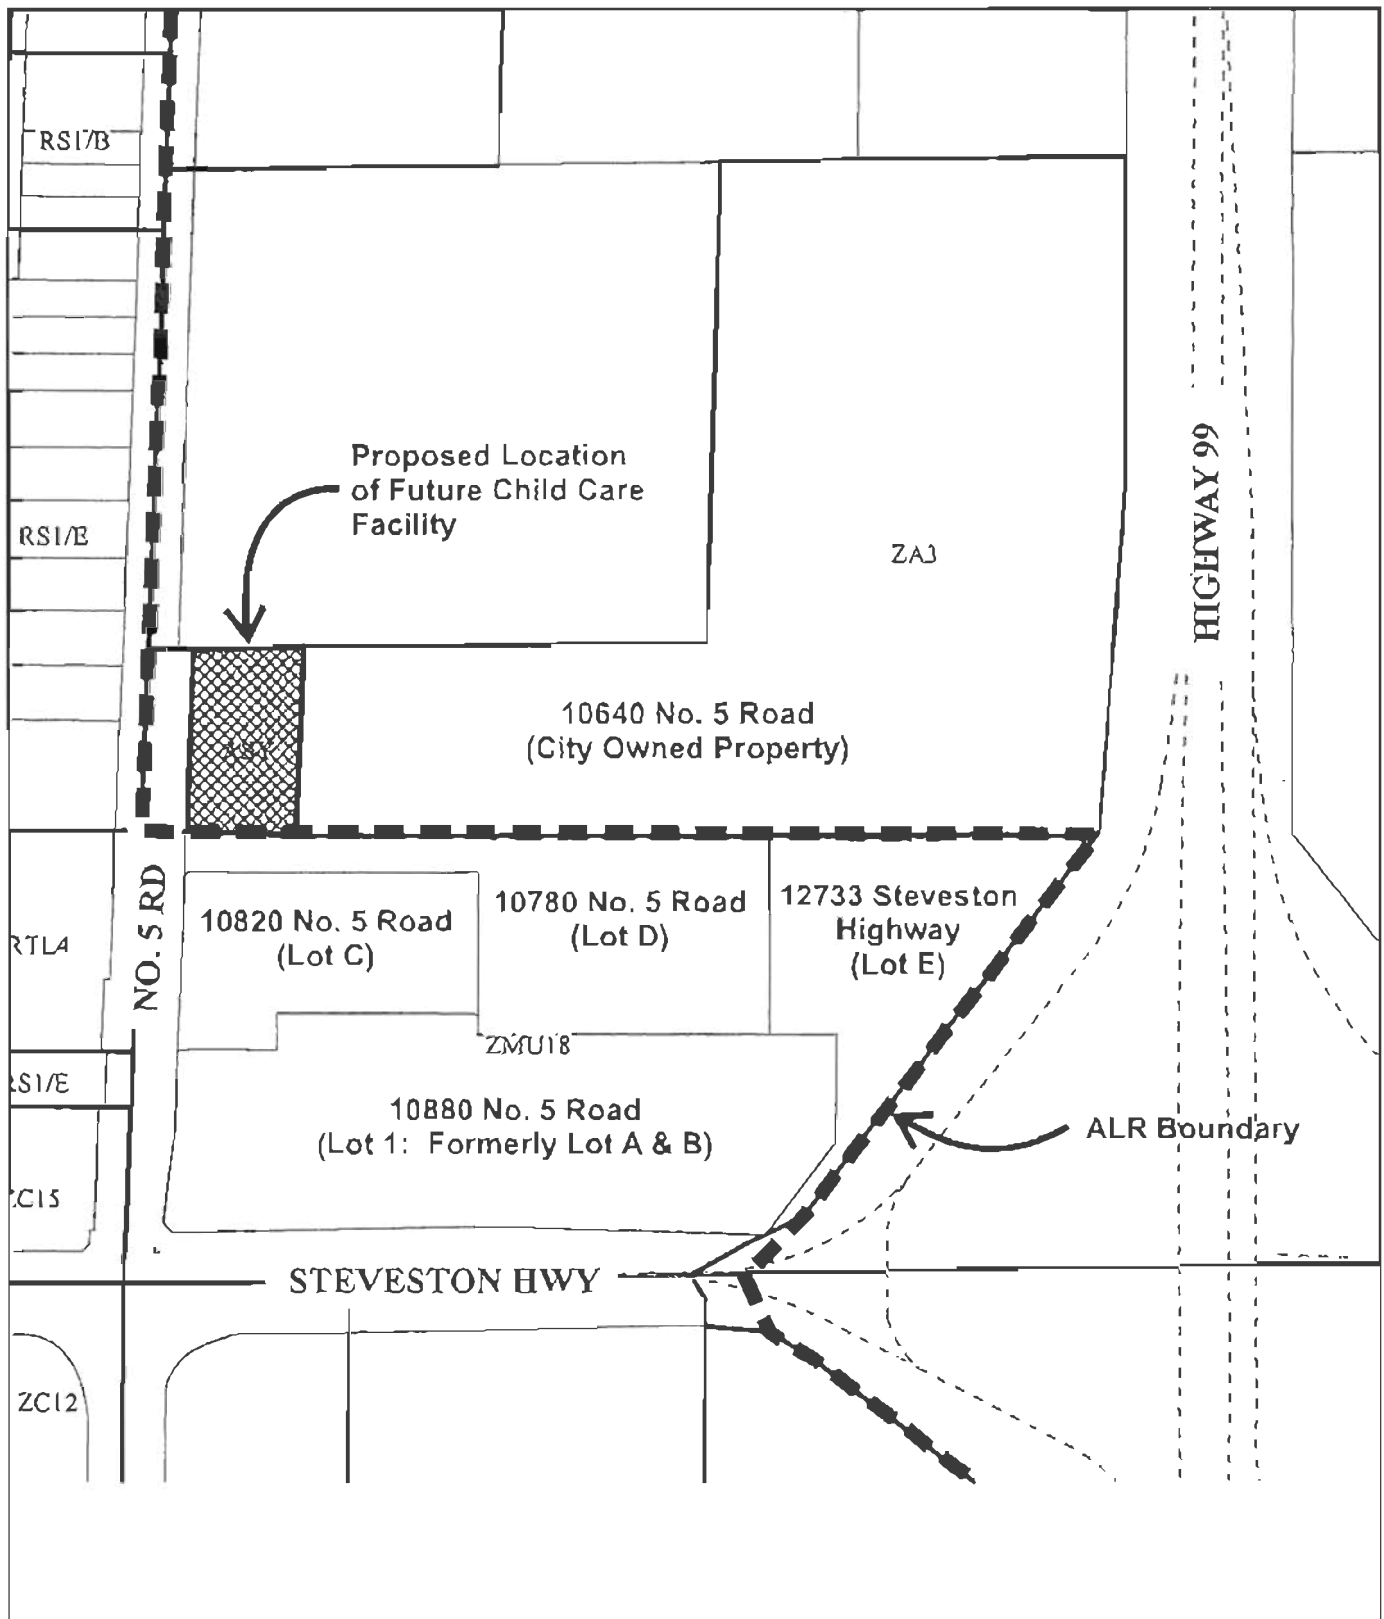 RS1/B
Proposed Location
of Future Child Care
Facility
HIGHWAY 99
RS1/E
ZA3
10640 No. 5 Road
(City Owned Property)
NO. 5 RD
10820 No. 5 Road
(Lot C)
10780 No. 5 Road
(Lot D)
12733 Steveston
Highway
(Lot E)
RTL4
ZMU18
RS1/E
10880 No. 5 Road
(Lot 1: Formerly Lot A & B)
ALR Boundary
ZC15
STEVESTON HWY
ZC12